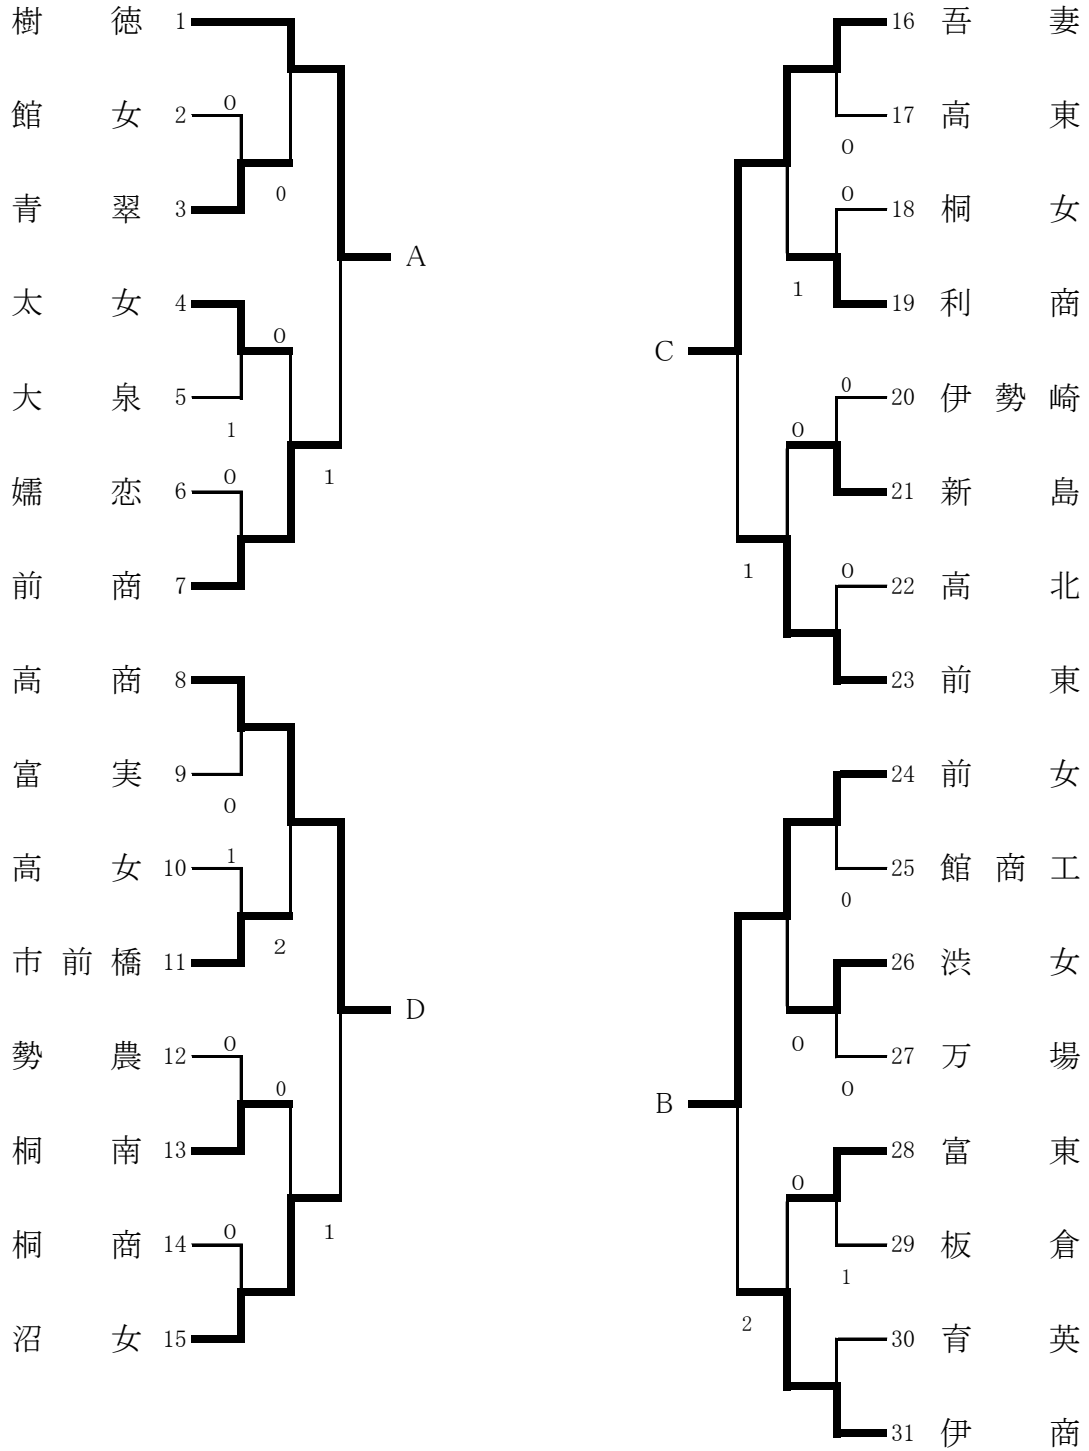 樹徳 1
0
館女 2
0
青翠 3
A
太女 4
0
大泉 5
1
0
嬬恋 6
1
前商 7
高商 8
富実 9
0
1
高女 10
2
市前橋 11
D
0
勢農 12
0
桐南 13
0
桐商 14
1
沼女 15
16 吾妻
17 高東
0
0
18 桐女
1
19 利商
C
0
20 伊勢崎
0
21 新島
0
1
22 高北
23 前東
24 前女
25 館商工
0
26 渋女
0
27 万場
0
B
28 富東
0
29 板倉
1
2
30 育英
31 伊商